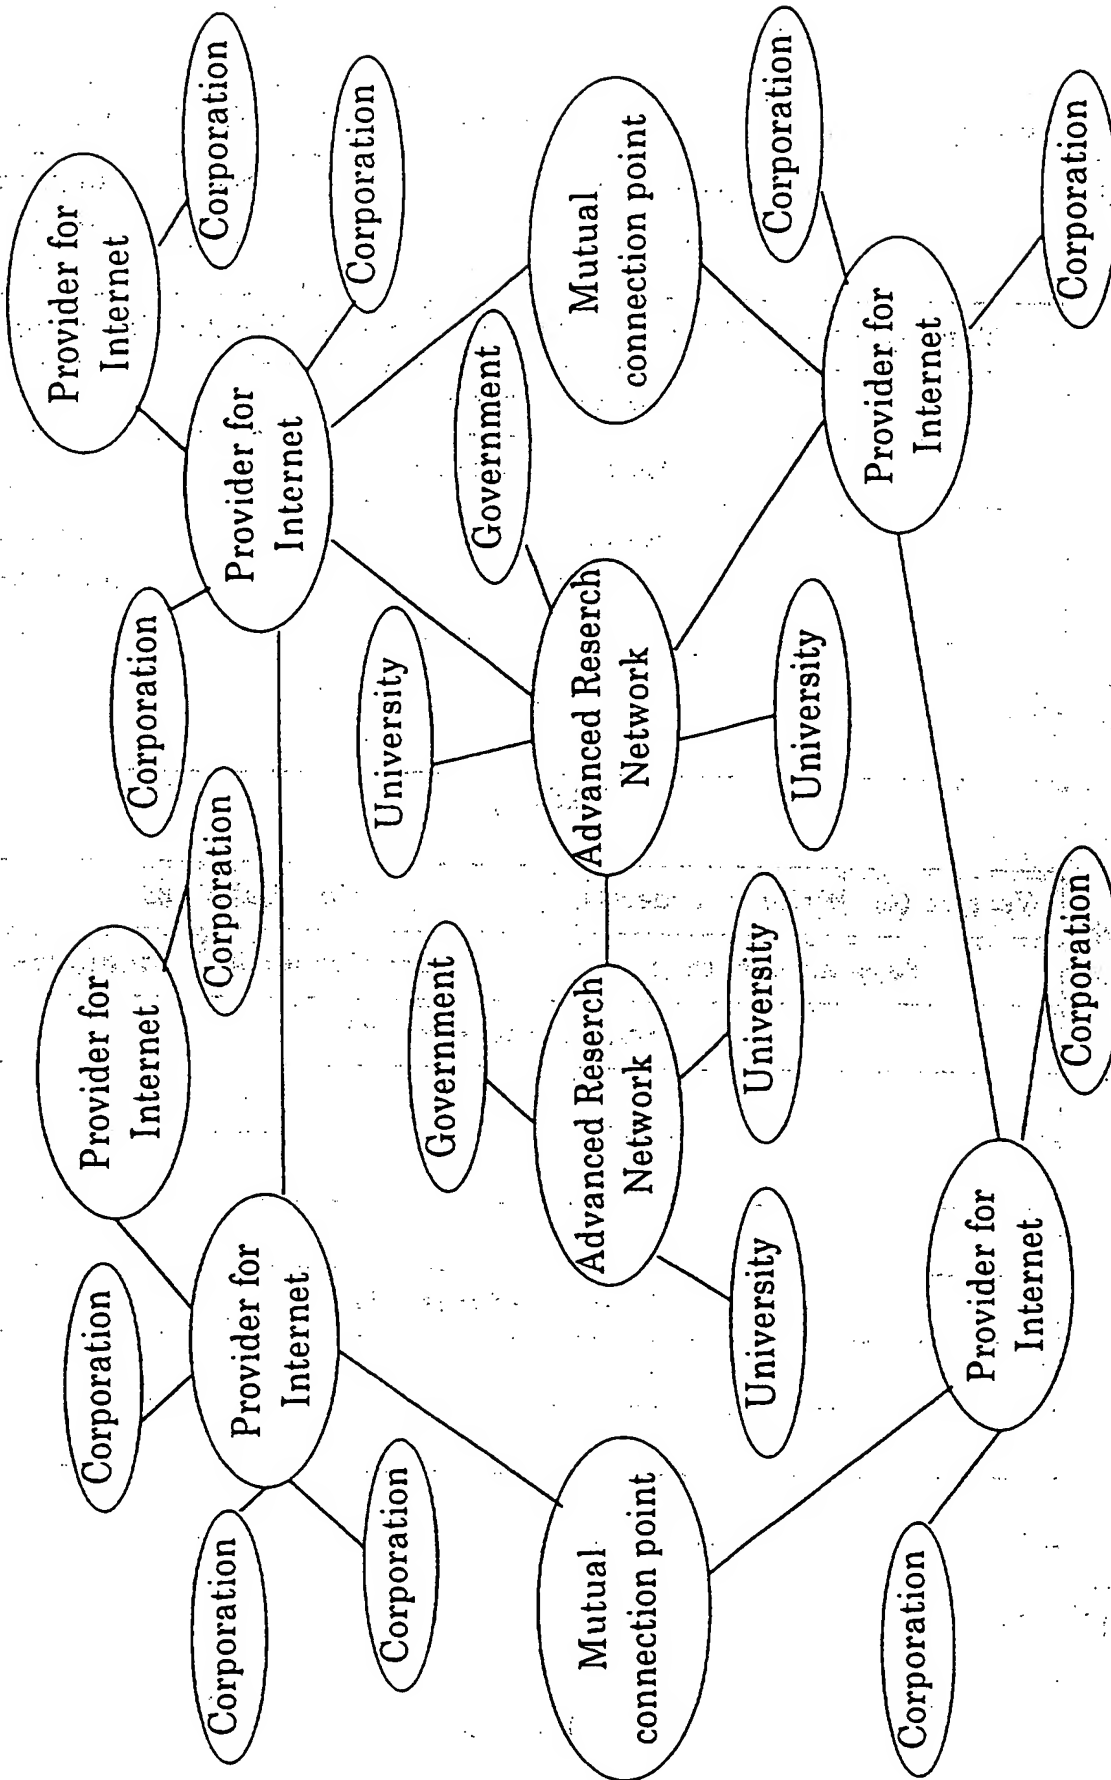 Provider for
Internet
Corporation
Provider for
Internet
Corporation
Corporation
Corporation
Corporation
Provider for
Internet
Provider for
Internet
Corporation
University
Corporation
Government
Government
Mutual
connection point
Advanced Reserch
Network
Advanced Reserch
Network
Mutual
connection point
University
University
University
Corporation
Provider for
Internet
Corporation
Provider for
Internet
Corporation
Corporation